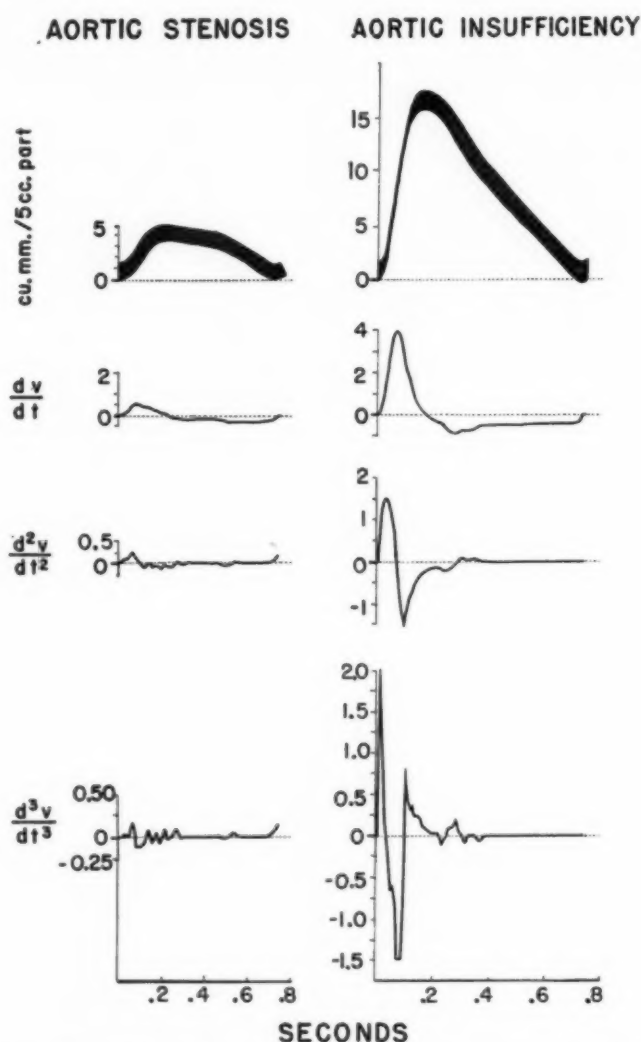 AORTIC STENOSIS
AORTIC INSUFFICIENCY
cu. mm./5cc. part
5
0
15
10
5
0
dv
dt
2
0
4
2
0
d²v
dt²
0.5
0
2
1
0
-1
d³v
dt³
0.50
0
-0.25
2.0
1.5
1.0
0.5
0
-0.5
-1.0
-1.5
.2 .4 .6 .8
.2 .4 .6 .8
SECONDS